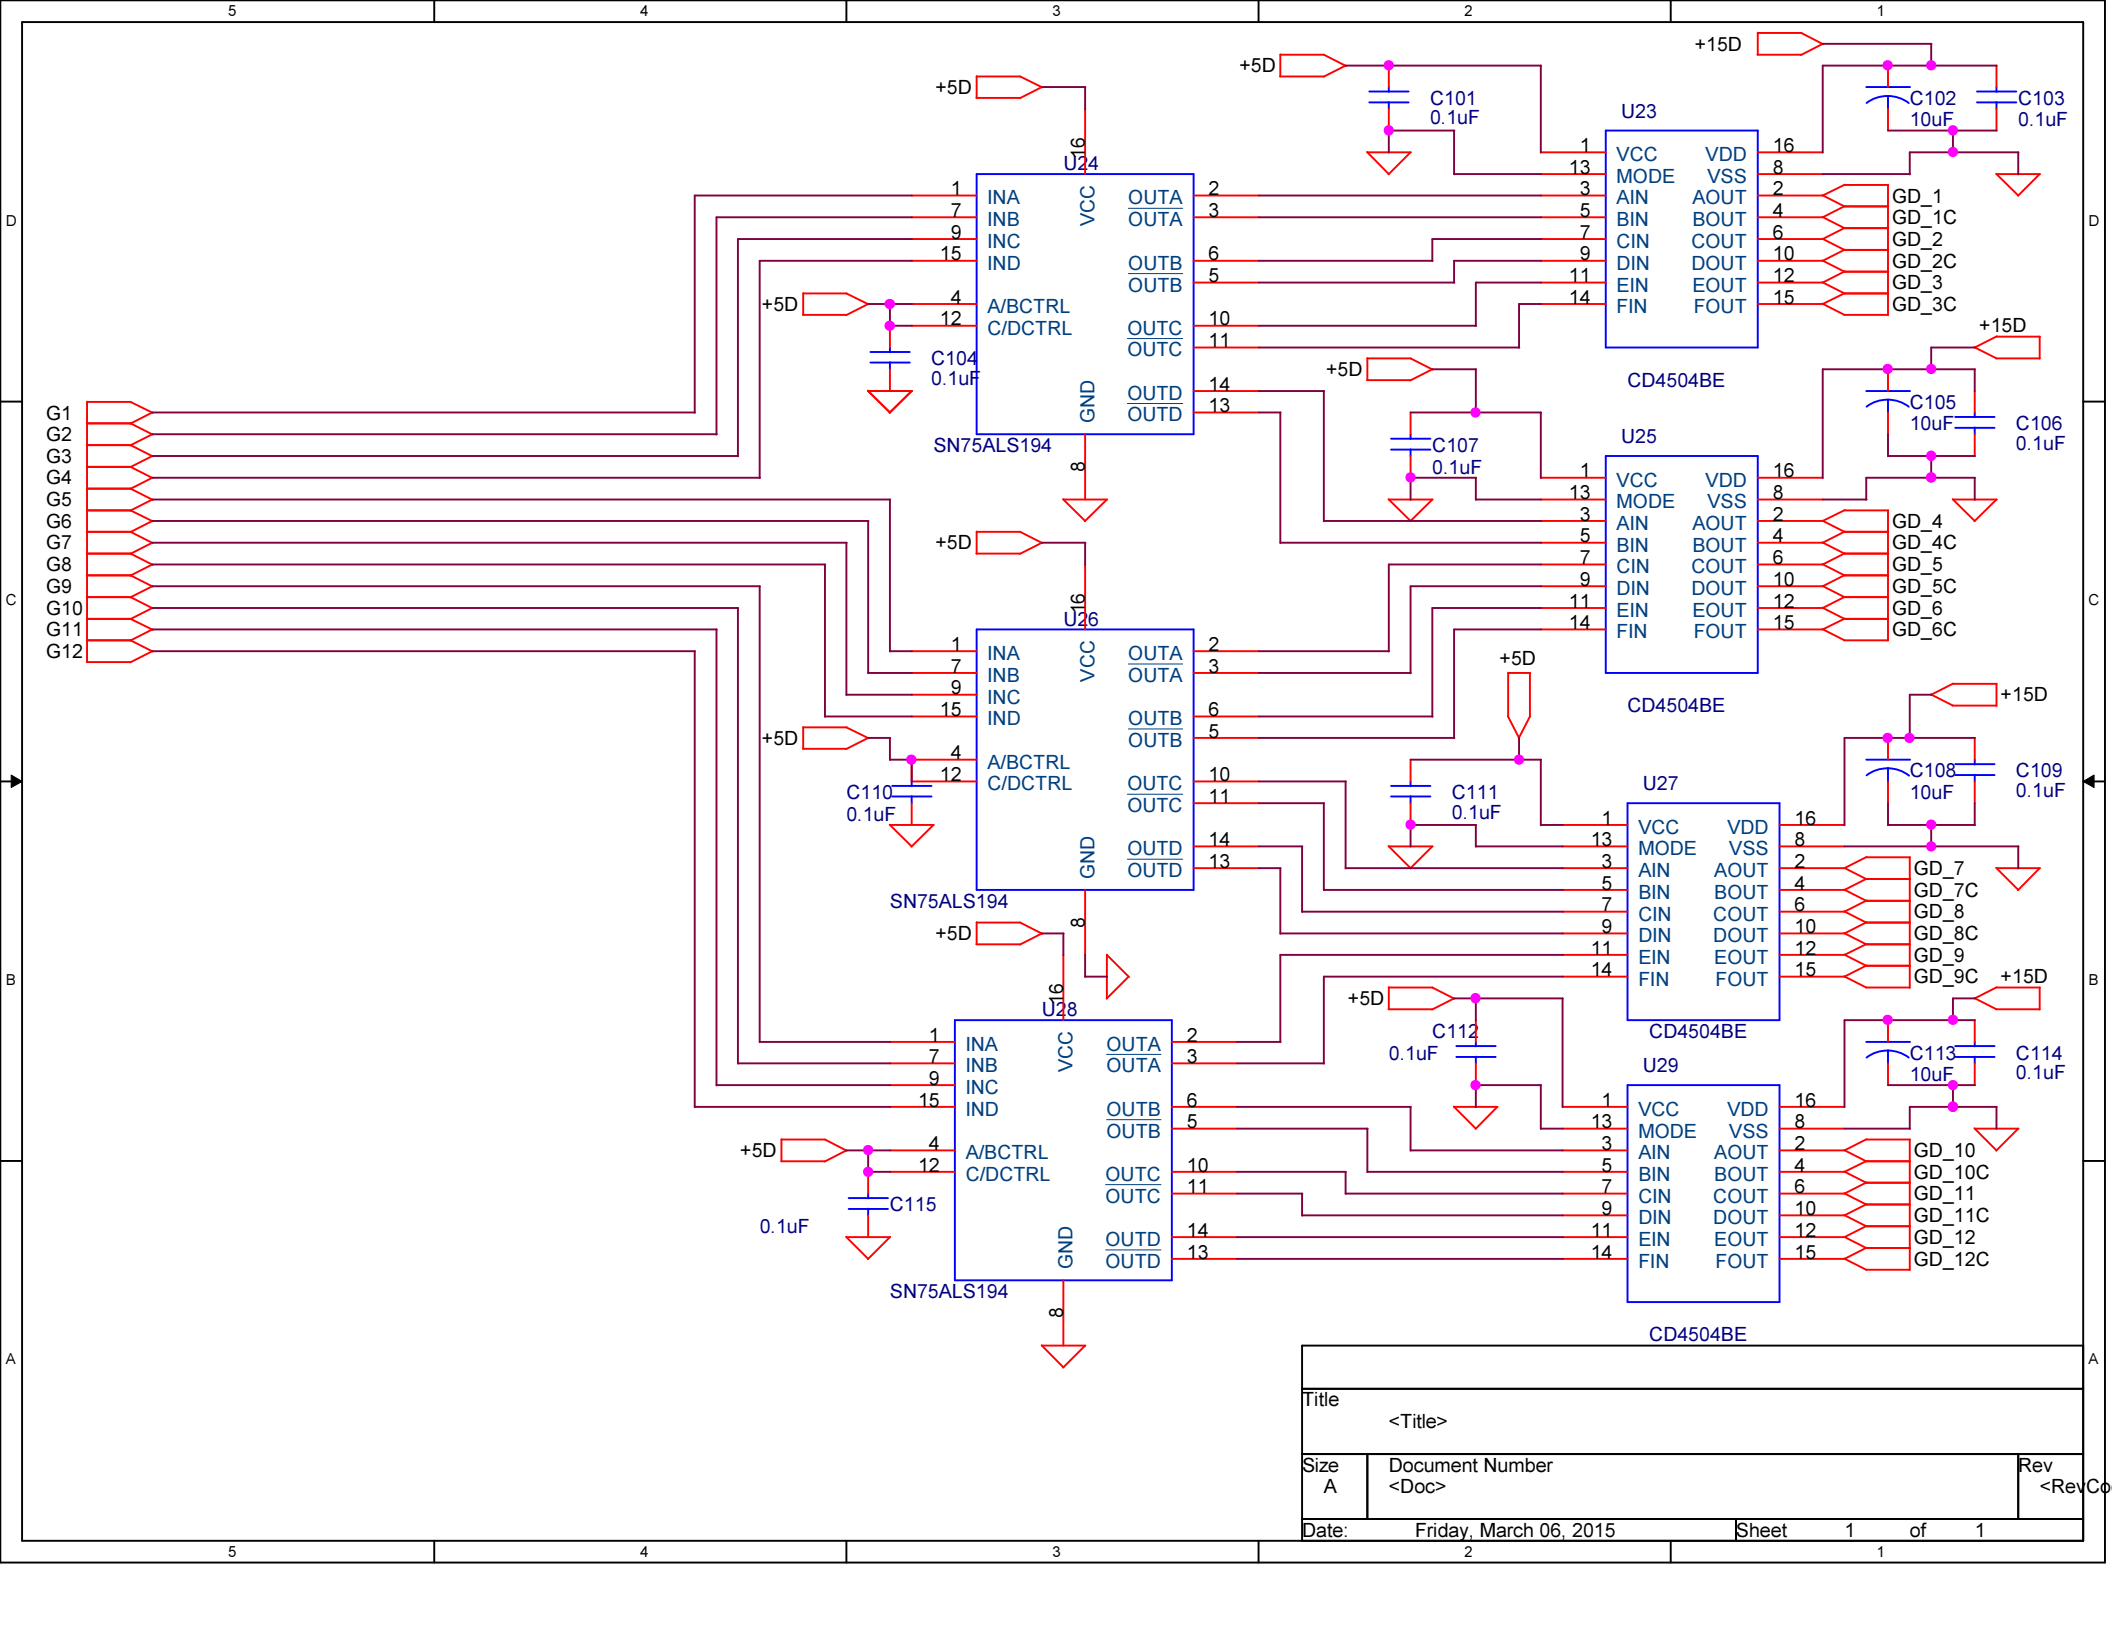 5 4 3 2 1
D
C
B
A
D
C
B
A
5 4 3 2 1
G1
G2
G3
G4
G5
G6
G7
G8
G9
G10
G11
G12
+5D
16
U24
1 INA
7 INB
9 INC
15 IND
4 A/BCTRL
12 C/DCTRL
VCC
GND
OUTA 2
OUTA 3
OUTB 6
OUTB 5
OUTC 10
OUTC 11
OUTD 14
OUTD 13
8
SN75ALS194
+5D
C104
0.1uF
+5D
16
U26
1 INA
7 INB
9 INC
15 IND
4 A/BCTRL
12 C/DCTRL
VCC
GND
OUTA 2
OUTA 3
OUTB 6
OUTB 5
OUTC 10
OUTC 11
OUTD 14
OUTD 13
8
SN75ALS194
+5D
C110
0.1uF
+5D
16
U28
1 INA
7 INB
9 INC
15 IND
4 A/BCTRL
12 C/DCTRL
VCC
GND
OUTA 2
OUTA 3
OUTB 6
OUTB 5
OUTC 10
OUTC 11
OUTD 14
OUTD 13
8
SN75ALS194
+5D
C115
0.1uF
+5D
C101
0.1uF
+15D
C102
10uF
C103
0.1uF
U23
1 VCC VDD 16
13 MODE VSS 8
3 AIN AOUT 2
5 BIN BOUT 4
7 CIN COUT 6
9 DIN DOUT 10
11 EIN EOUT 12
14 FIN FOUT 15
CD4504BE
GD_1
GD_1C
GD_2
GD_2C
GD_3
GD_3C
+5D
C107
0.1uF
+15D
C105
10uF
C106
0.1uF
U25
1 VCC VDD 16
13 MODE VSS 8
3 AIN AOUT 2
5 BIN BOUT 4
7 CIN COUT 6
9 DIN DOUT 10
11 EIN EOUT 12
14 FIN FOUT 15
CD4504BE
GD_4
GD_4C
GD_5
GD_5C
GD_6
GD_6C
+5D
C111
0.1uF
+15D
C108
10uF
C109
0.1uF
U27
1 VCC VDD 16
13 MODE VSS 8
3 AIN AOUT 2
5 BIN BOUT 4
7 CIN COUT 6
9 DIN DOUT 10
11 EIN EOUT 12
14 FIN FOUT 15
CD4504BE
GD_7
GD_7C
GD_8
GD_8C
GD_9
GD_9C
+5D
C112
0.1uF
+15D
C113
10uF
C114
0.1uF
U29
1 VCC VDD 16
13 MODE VSS 8
3 AIN AOUT 2
5 BIN BOUT 4
7 CIN COUT 6
9 DIN DOUT 10
11 EIN EOUT 12
14 FIN FOUT 15
CD4504BE
GD_10
GD_10C
GD_11
GD_11C
GD_12
GD_12C
Title
<Title>
Size
A
Document Number
<Doc>
Rev
<RevCo
Date: Friday, March 06, 2015 Sheet 1 of 1